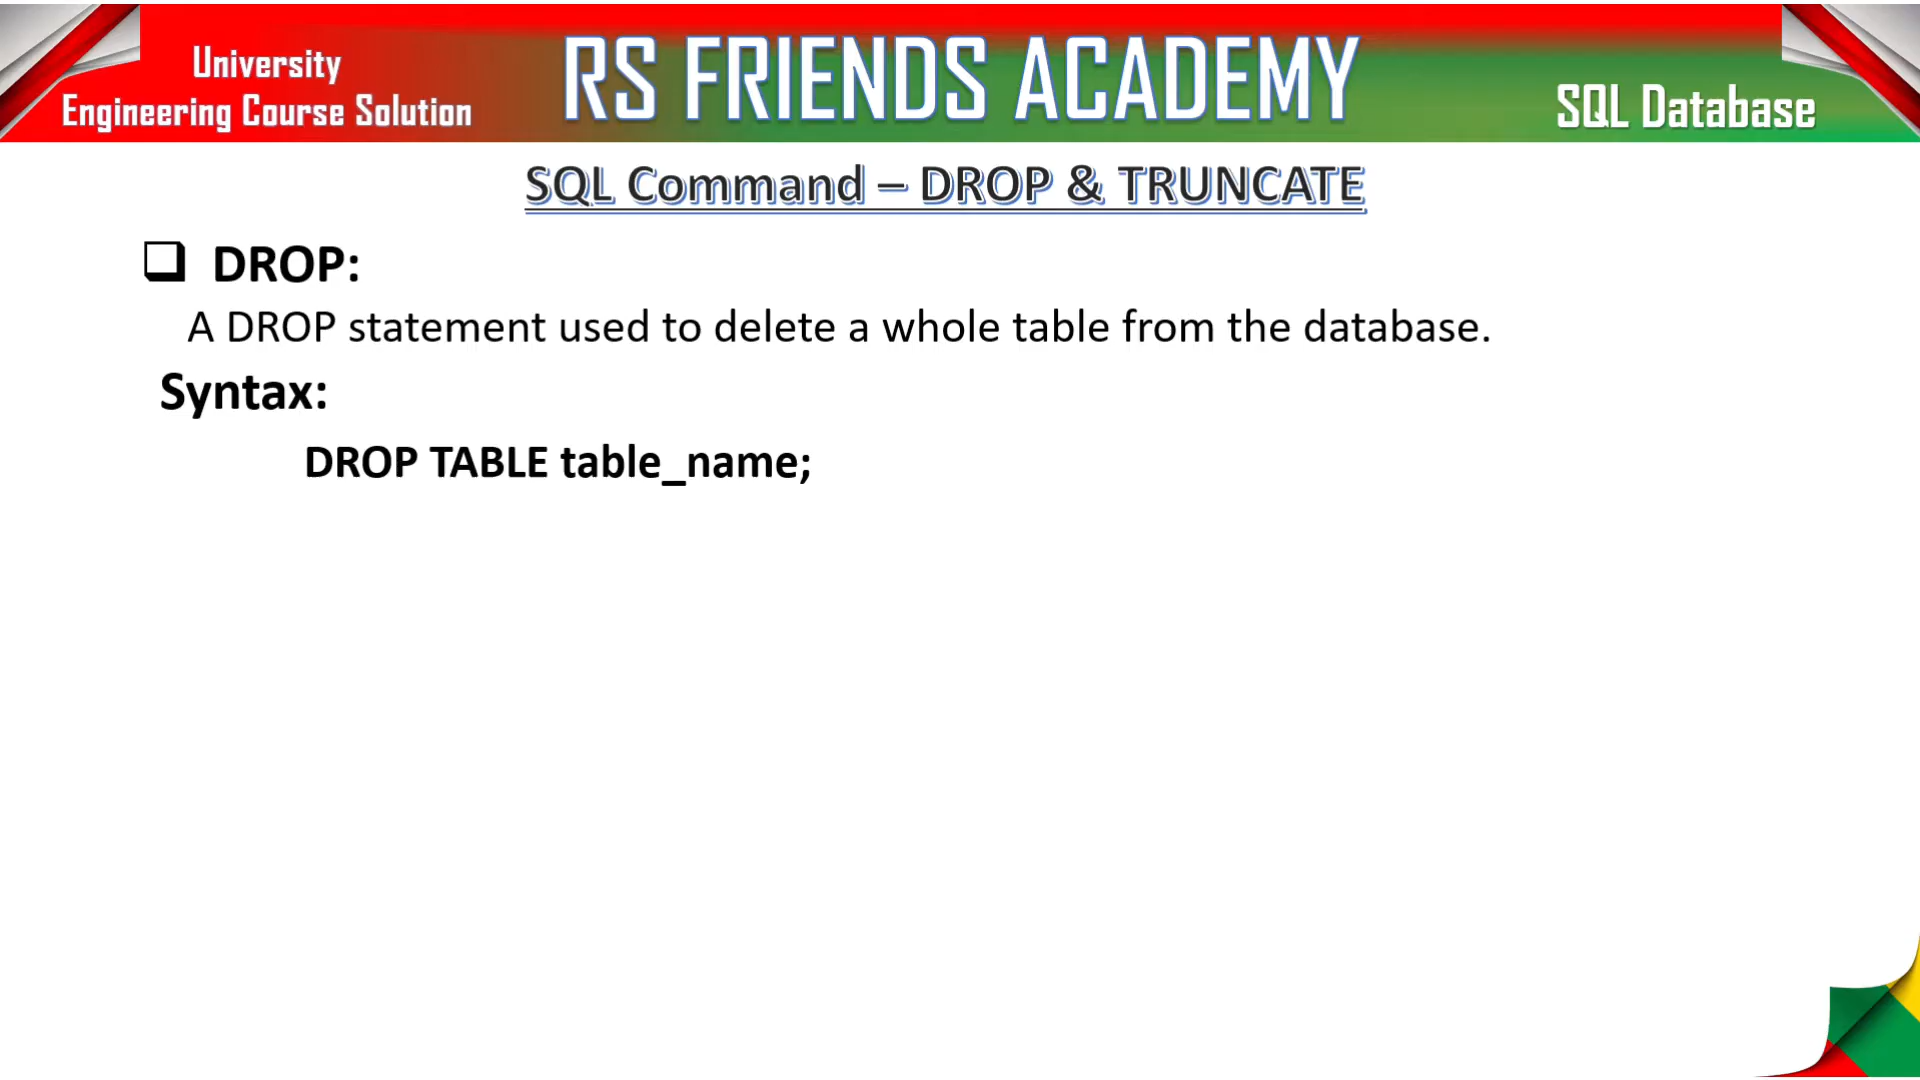 University
Engineering Course Solution
RS FRIENDS ACADEMY
SQL Database
SQL Command – DROP & TRUNCATE
DROP:
A DROP statement used to delete a whole table from the database.
Syntax:
DROP TABLE table_name;